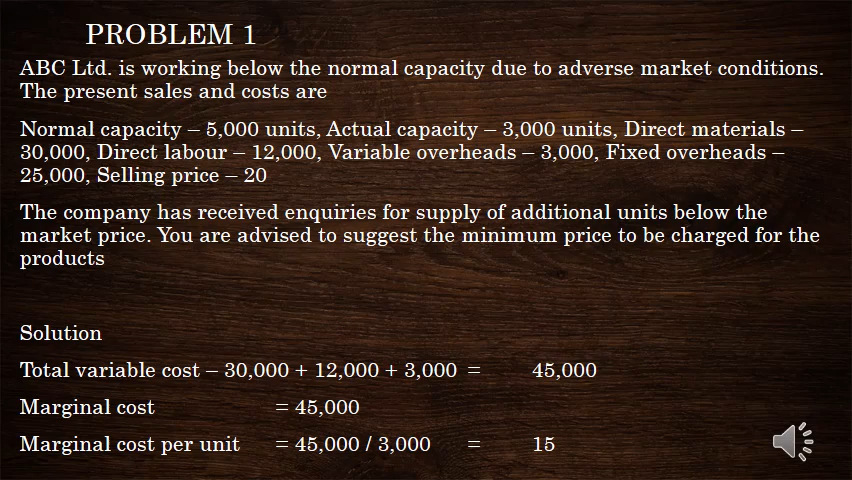 PROBLEM 1
ABC Ltd. is working below the normal capacity due to adverse market conditions.
The present sales and costs are
Normal capacity – 5,000 units, Actual capacity – 3,000 units, Direct materials –
30,000, Direct labour – 12,000, Variable overheads – 3,000, Fixed overheads –
25,000, Selling price – 20
The company has received enquiries for supply of additional units below the
market price. You are advised to suggest the minimum price to be charged for the
products
Solution
Total variable cost – 30,000 + 12,000 + 3,000 = 45,000
Marginal cost = 45,000
Marginal cost per unit = 45,000 / 3,000 = 15